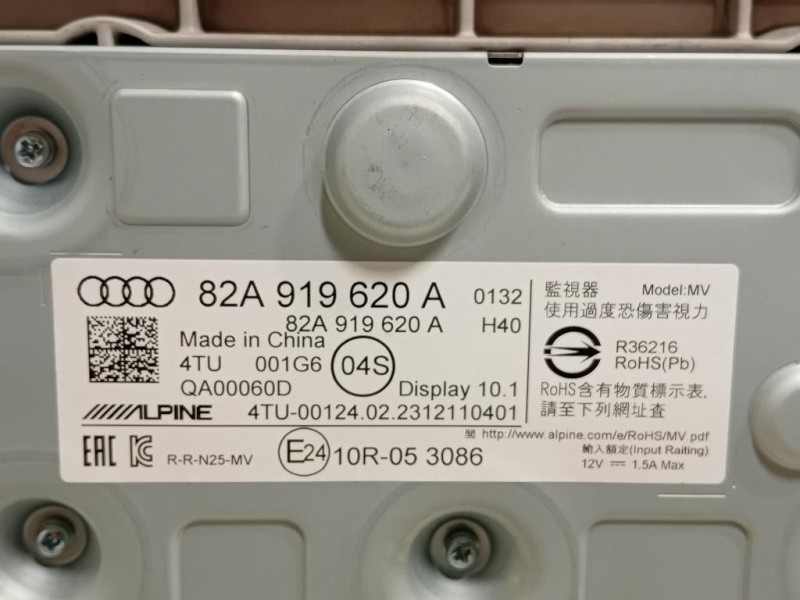 82A 919 620 A 0132
82A 919 620 A H40
Made in China
4TU 001G6 04S
QA00060D Display 10.1
ALPINE 4TU-00124.02.2312110401
EAC KC R-R-N25-MV E24 10R-05 3086
監視器 Model:MV
使用過度恐傷害視力
R36216
RoHS(Pb)
RoHS含有物質標示表,
請至下列網址查
閱 http://www.alpine.com/e/RoHS/MV.pdf
輸入額定(Input Raiting)
12V ⎓ 1.5A Max